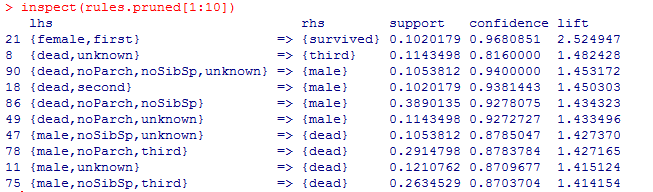 > inspect(rules.pruned[1:10])
lhs rhs support confidence lift
21 {female,first} => {survived} 0.1020179 0.9680851 2.524947
8 {dead,unknown} => {third} 0.1143498 0.8160000 1.482428
90 {dead,noParch,noSibSp,unknown} => {male} 0.1053812 0.9400000 1.453172
18 {dead,second} => {male} 0.1020179 0.9381443 1.450303
86 {dead,noParch,noSibSp} => {male} 0.3890135 0.9278075 1.434323
49 {dead,noParch,unknown} => {male} 0.1143498 0.9272727 1.433496
47 {male,noSibSp,unknown} => {dead} 0.1053812 0.8785047 1.427370
78 {male,noParch,third} => {dead} 0.2914798 0.8783784 1.427165
11 {male,unknown} => {dead} 0.1210762 0.8709677 1.415124
75 {male,noSibSp,third} => {dead} 0.2634529 0.8703704 1.414154